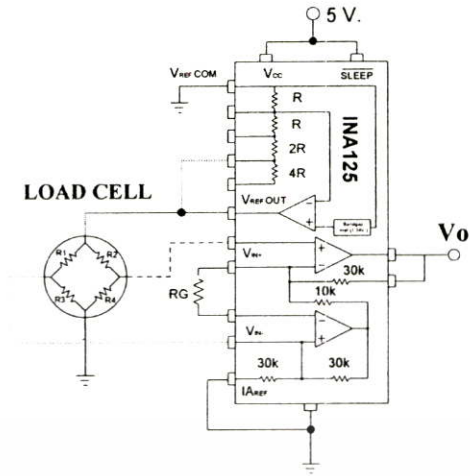 5 V.
VREF COM
VCC
SLEEP
R
R
2R
4R
INA125
LOAD CELL
VREF OUT
Vo
R1
R2
R3
R4
VIN+
30k
10k
RG
VIN-
30k
30k
IAREF